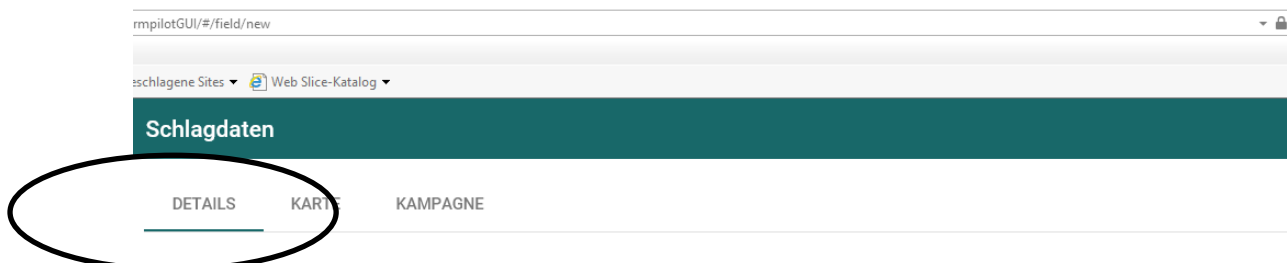 rmpilotGUI/#/field/new
eschlagene Sites Web Slice-Katalog
Schlagdaten
DETAILS KARTE KAMPAGNE